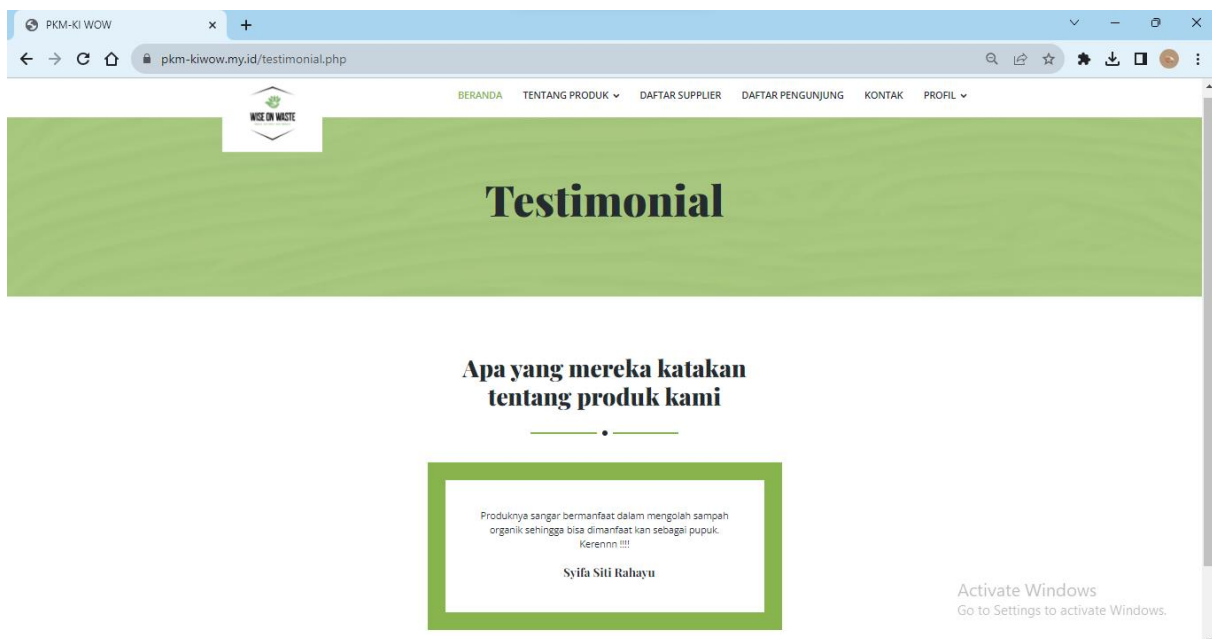 PKM-KI WOW
pkm-kiwow.my.id/testimonial.php
WISE ON WASTE
BERANDA TENTANG PRODUK DAFTAR SUPPLIER DAFTAR PENGUNJUNG KONTAK PROFIL
Testimonial
Apa yang mereka katakan
tentang produk kami
Produknya sangar bermanfaat dalam mengolah sampah
organik sehingga bisa dimanfaat kan sebagai pupuk.
Kerennn !!!!
Syifa Siti Rahayu
Activate Windows
Go to Settings to activate Windows.